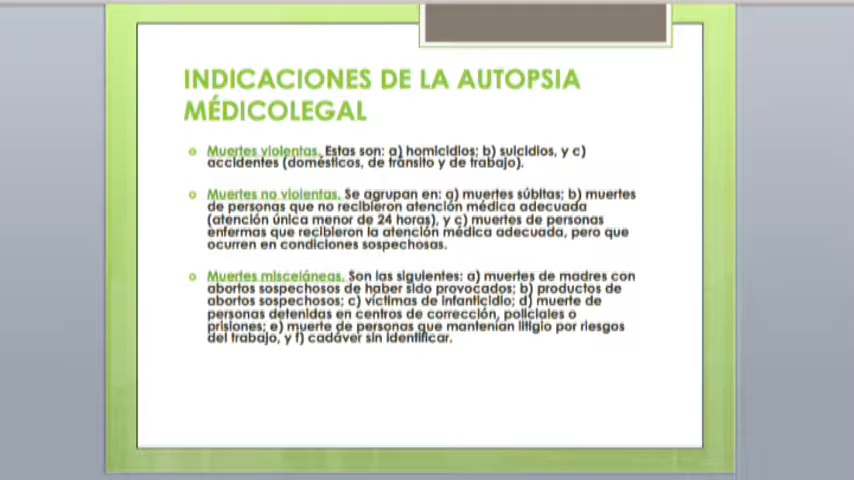 INDICACIONES DE LA AUTOPSIA
MÉDICOLEGAL
Muertes violentas. Estas son: a) homicidios; b) suicidios, y c)
accidentes (domésticos, de tránsito y de trabajo).
Muertes no violentas. Se agrupan en: a) muertes súbitas; b) muertes
de personas que no recibieron atención médica adecuada
(atención única menor de 24 horas), y c) muertes de personas
enfermas que recibieron la atención médica adecuada, pero que
ocurren en condiciones sospechosas.
Muertes misceláneas. Son las siguientes: a) muertes de madres con
abortos sospechosos de haber sido provocados; b) productos de
abortos sospechosos; c) víctimas de infanticidio; d) muerte de
personas detenidas en centros de corrección, policiales o
prisiones; e) muerte de personas que mantenían litigio por riesgos
del trabajo, y f) cadáver sin identificar.